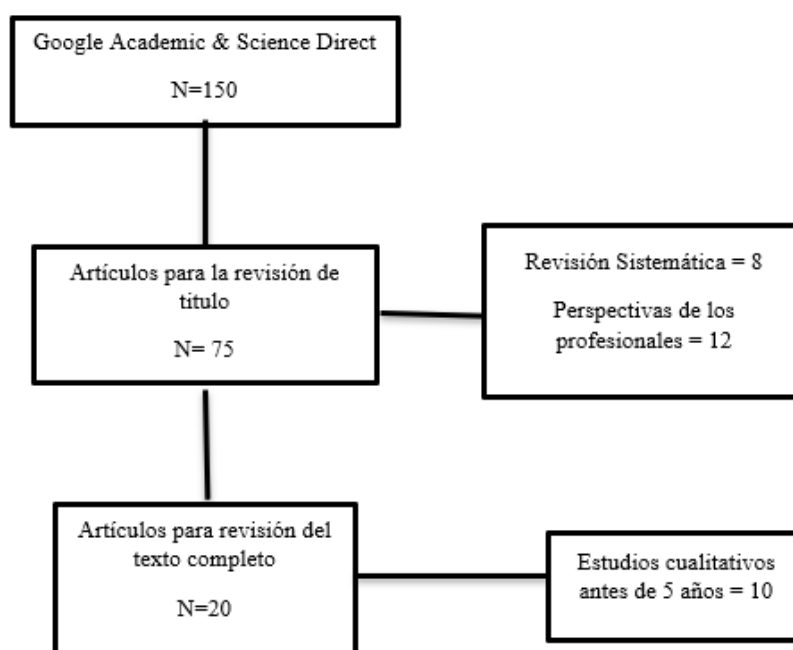 Google Academic & Science Direct
N=150
Artículos para la revisión de
titulo
N= 75
Revisión Sistemática = 8
Perspectivas de los
profesionales = 12
Artículos para revisión del
texto completo
N=20
Estudios cualitativos
antes de 5 años = 10